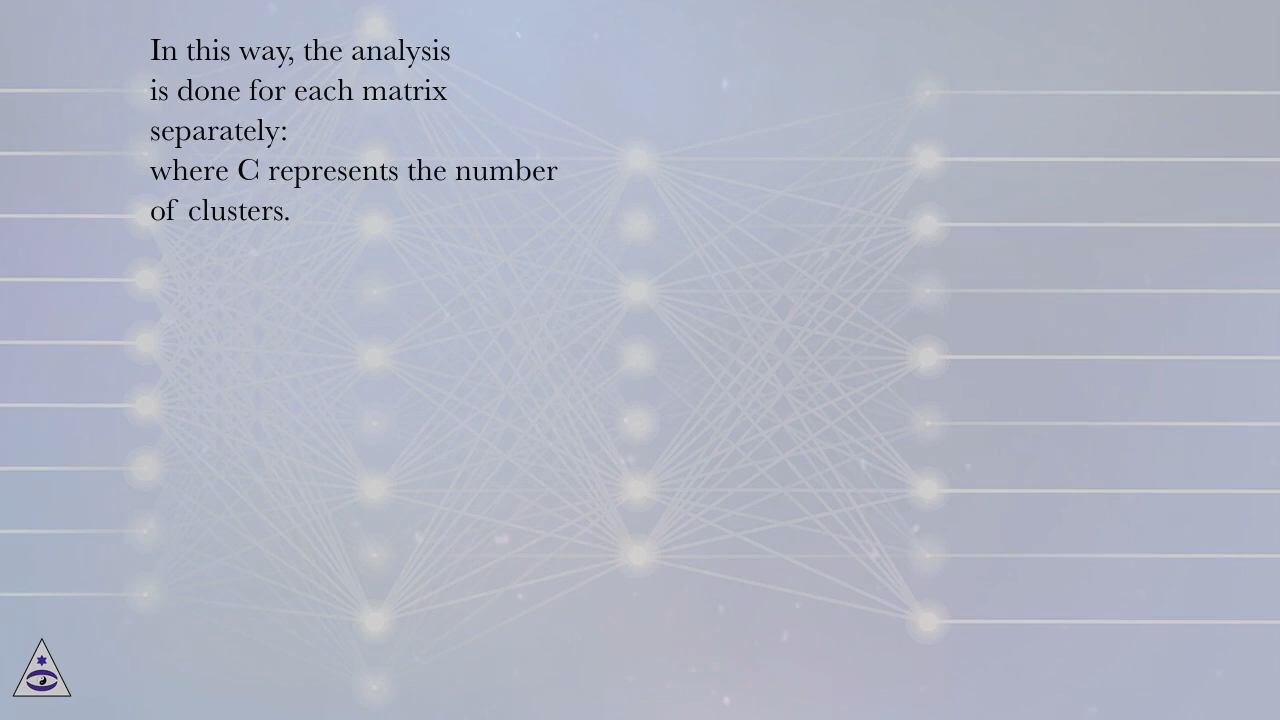 In this way, the analysis
is done for each matrix
separately:
where C represents the number
of clusters.